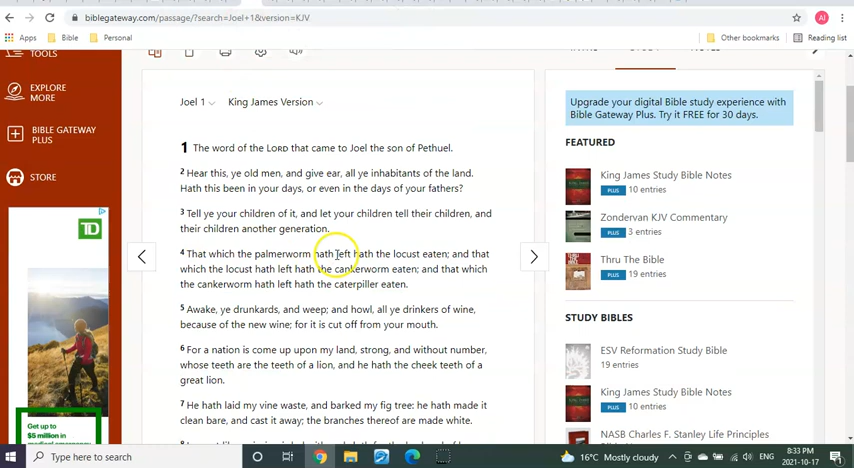 biblegateway.com/passage/?search=Joel+1&version=KJV
AI
Apps
Bible
Personal
Other bookmarks
Reading list
TOOLS
EXPLORE
MORE
BIBLE GATEWAY
PLUS
STORE
TD
Get up to
$5 million in
Joel 1
King James Version
1 The word of the LORD that came to Joel the son of Pethuel.
2 Hear this, ye old men, and give ear, all ye inhabitants of the land.
Hath this been in your days, or even in the days of your fathers?
3 Tell ye your children of it, and let your children tell their children, and
their children another generation.
4 That which the palmerworm hath left hath the locust eaten; and that
which the locust hath left hath the cankerworm eaten; and that which
the cankerworm hath left hath the caterpiller eaten.
5 Awake, ye drunkards, and weep; and howl, all ye drinkers of wine,
because of the new wine; for it is cut off from your mouth.
6 For a nation is come up upon my land, strong, and without number,
whose teeth are the teeth of a lion, and he hath the cheek teeth of a
great lion.
7 He hath laid my vine waste, and barked my fig tree: he hath made it
clean bare, and cast it away; the branches thereof are made white.
Upgrade your digital Bible study experience with
Bible Gateway Plus. Try it FREE for 30 days.
FEATURED
King James Study Bible Notes
PLUS 10 entries
Zondervan KJV Commentary
PLUS 3 entries
Thru The Bible
PLUS 19 entries
STUDY BIBLES
ESV Reformation Study Bible
19 entries
King James Study Bible Notes
PLUS 10 entries
NASB Charles F. Stanley Life Principles
Type here to search
16°C Mostly cloudy
ENG
8:33 PM
2021-10-17